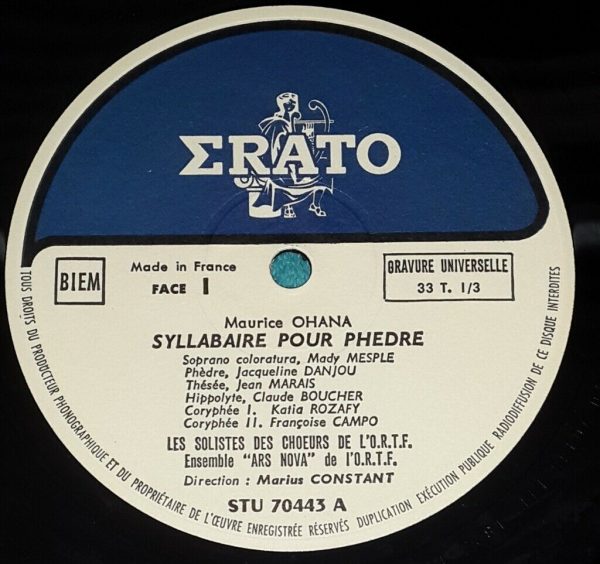 ΣRATO
BIEM
Made in France
FACE 1
GRAVURE UNIVERSELLE
33 T. 1/3
Maurice OHANA
SYLLABAIRE POUR PHEDRE
Soprano coloratura, Mady MESPLE
Phèdre, Jacqueline DANJOU
Thésée, Jean MARAIS
Hippolyte, Claude BOUCHER
Coryphée I. Katia ROZAFY
Coryphée II. Françoise CAMPO
LES SOLISTES DES CHOEURS DE L'O.R.T.F.
Ensemble "ARS NOVA" de l'O.R.T.F.
Direction : Marius CONSTANT
STU 70443 A
TOUS DROITS DU PRODUCTEUR PHONOGRAPHIQUE ET DU PROPRIÉTAIRE DE L'ŒUVRE ENREGISTRÉE RÉSERVÉS DUPLICATION EXÉCUTION PUBLIQUE RADIODIFFUSION DE CE DISQUE INTERDITES